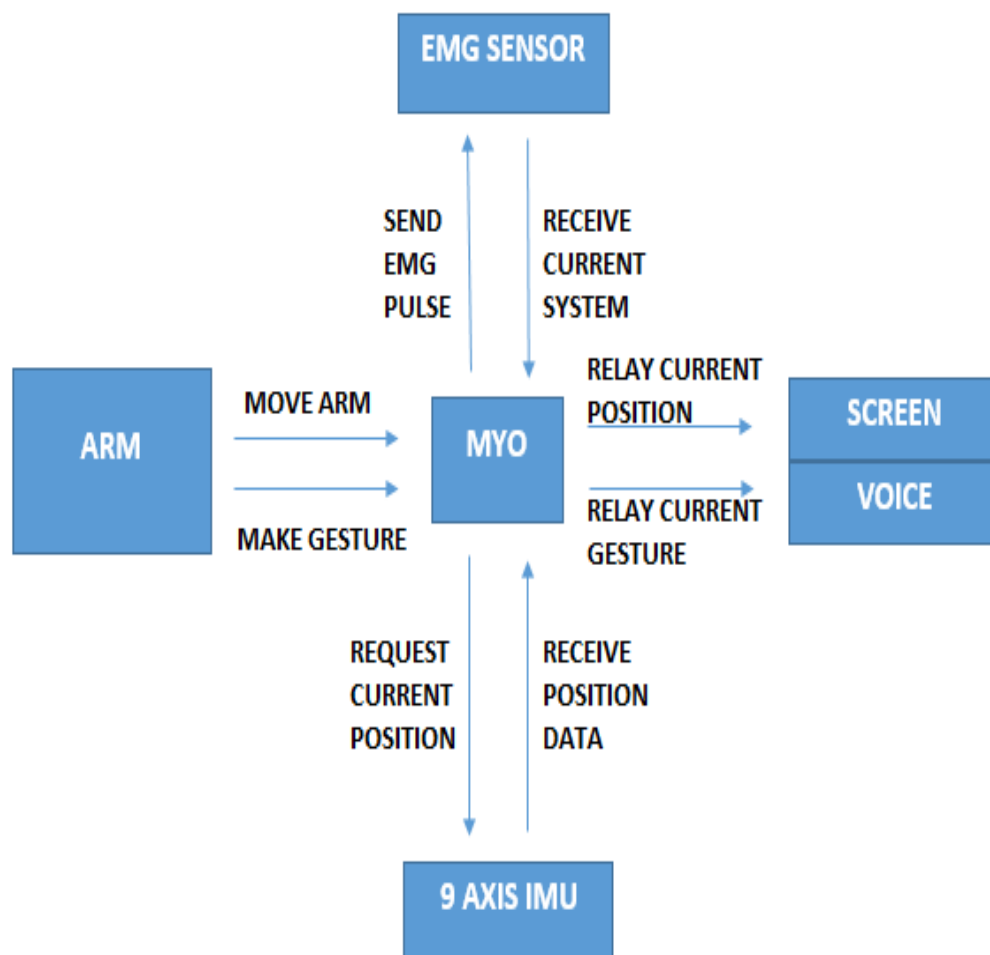 EMG SENSOR
SEND
EMG
PULSE
RECEIVE
CURRENT
SYSTEM
ARM
MOVE ARM
MAKE GESTURE
MYO
RELAY CURRENT
POSITION
RELAY CURRENT
GESTURE
SCREEN
VOICE
REQUEST
CURRENT
POSITION
RECEIVE
POSITION
DATA
9 AXIS IMU